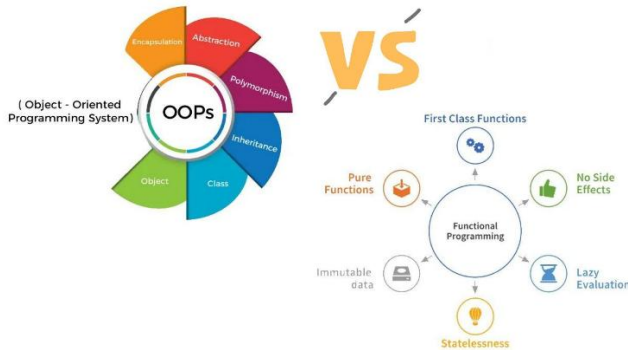 Encapsulation
Abstraction
Polymorphism
Inheritance
Class
Object
OOPs
( Object - Oriented
Programming System)
VS
First Class Functions
Pure
Functions
No Side
Effects
Functional
Programming
Immutable
data
Lazy
Evaluation
Statelessness